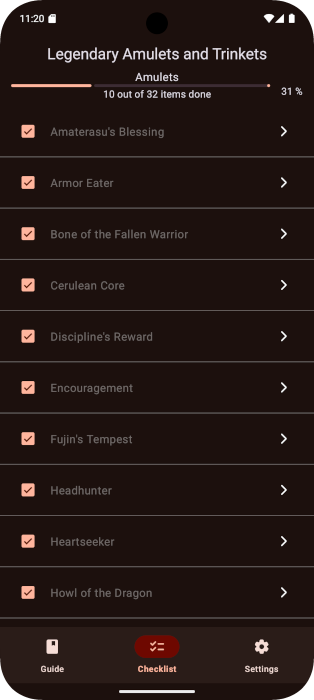 11:20
Legendary Amulets and Trinkets
Amulets
10 out of 32 items done
31 %
Amaterasu's Blessing
Armor Eater
Bone of the Fallen Warrior
Cerulean Core
Discipline's Reward
Encouragement
Fujin's Tempest
Headhunter
Heartseeker
Howl of the Dragon
Guide
Checklist
Settings